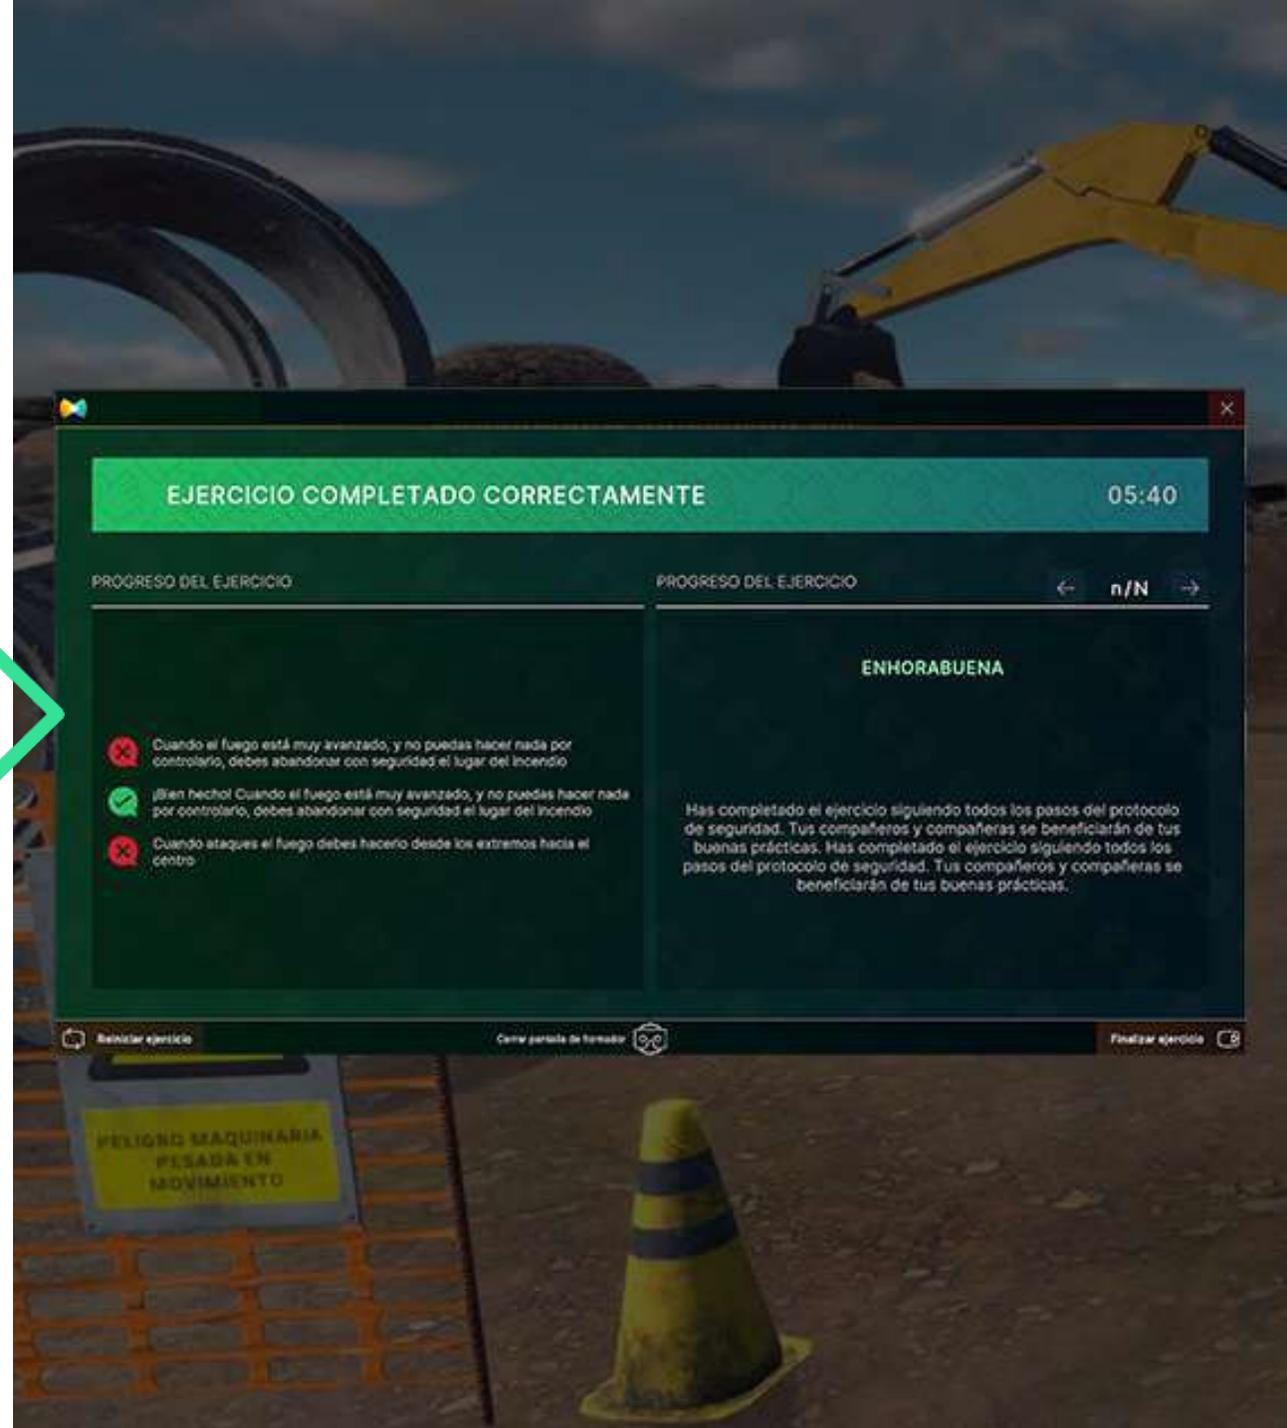 EJERCICIO COMPLETADO CORRECTAMENTE
05:40
PROGRESO DEL EJERCICIO
Cuando el fuego está muy avanzado, y no puedas hacer nada por
controlarlo, debes abandonar con seguridad el lugar del incendio
¡Bien hecho! Cuando el fuego está muy avanzado, y no puedas hacer nada
por controlarlo, debes abandonar con seguridad el lugar del incendio
Cuando ataques el fuego debes hacerlo desde los extremos hacia el
centro
PROGRESO DEL EJERCICIO
← n/N →
ENHORABUENA
Has completado el ejercicio siguiendo todos los pasos del protocolo
de seguridad. Tus compañeros y compañeras se beneficiarán de tus
buenas prácticas. Has completado el ejercicio siguiendo todos los
pasos del protocolo de seguridad. Tus compañeros y compañeras se
beneficiarán de tus buenas prácticas.
Reiniciar ejercicio
Cerrar pantalla de formador
Finalizar ejercicio
PELIGRO MAQUINARIA
PESADA EN
MOVIMIENTO